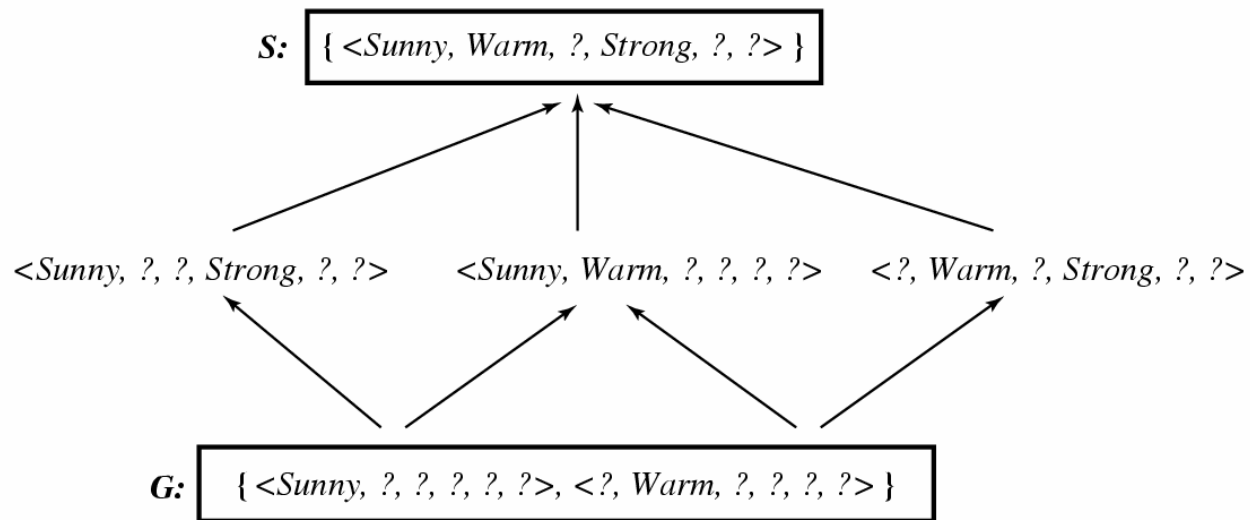 S: { <Sunny, Warm, ?, Strong, ?, ?> }
<Sunny, ?, ?, Strong, ?, ?> <Sunny, Warm, ?, ?, ?, ?> <?, Warm, ?, Strong, ?, ?>
G: { <Sunny, ?, ?, ?, ?, ?>, <?, Warm, ?, ?, ?, ?> }